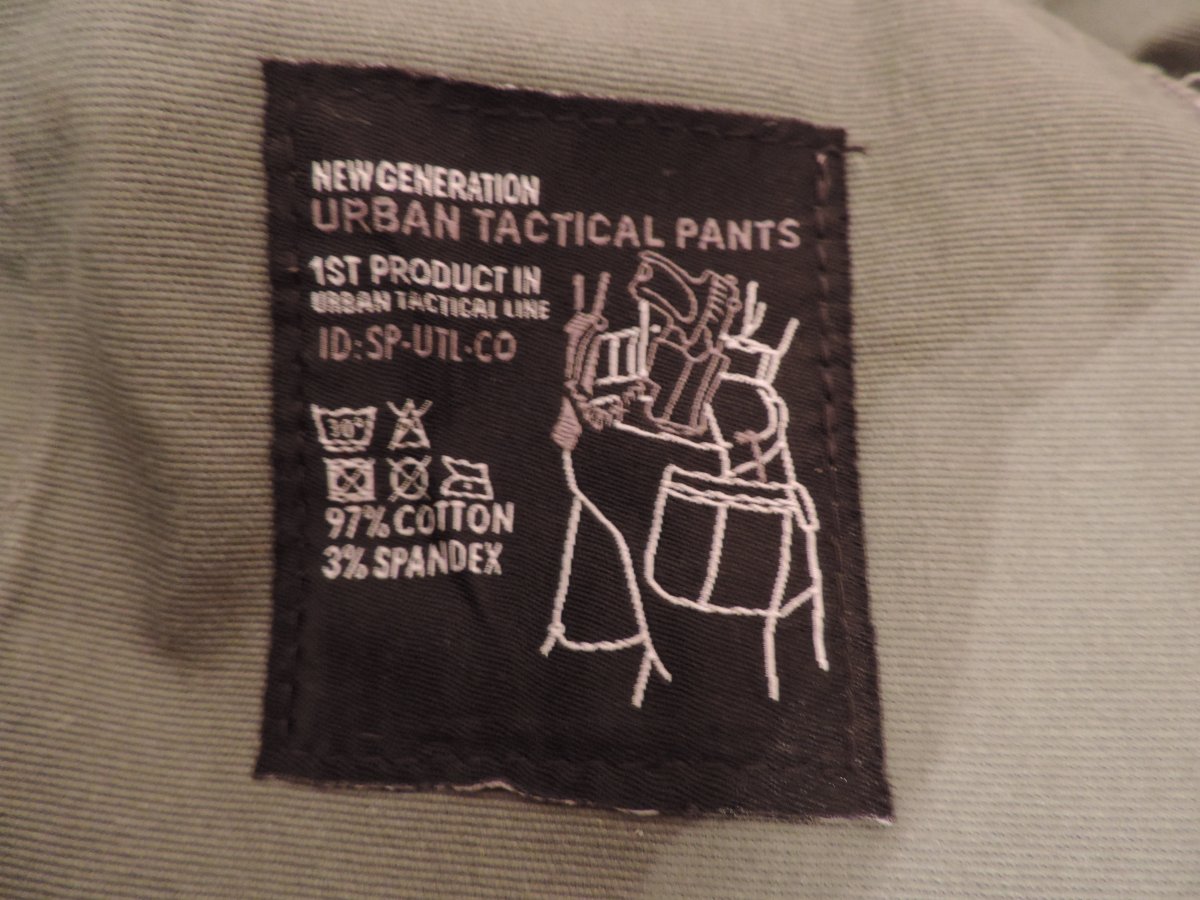 NEW GENERATION
URBAN TACTICAL PANTS
1ST PRODUCT IN
URBAN TACTICAL LINE
ID: SP-UTL-CO
30°
97% COTTON
3% SPANDEX